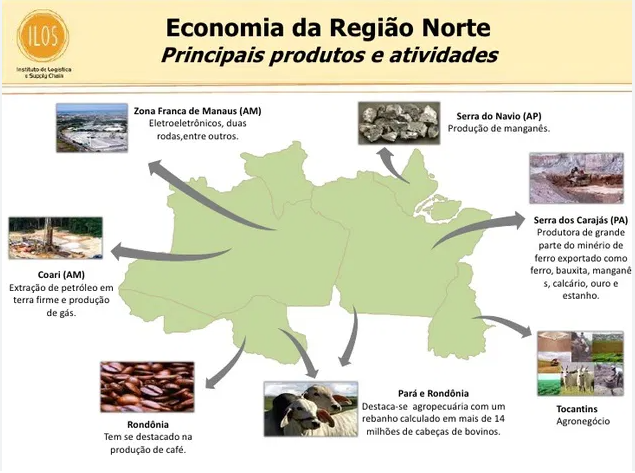 ILOS
Instituto de Logística
e Supply Chain
Economia da Região Norte
Principais produtos e atividades
Zona Franca de Manaus (AM)
Eletroeletrônicos, duas
rodas,entre outros.
Serra do Navio (AP)
Produção de manganês.
Serra dos Carajás (PA)
Produtora de grande
parte do minério de
ferro exportado como
ferro, bauxita, manganê
s, calcário, ouro e
estanho.
Coari (AM)
Extração de petróleo em
terra firme e produção
de gás.
Rondônia
Tem se destacado na
produção de café.
Pará e Rondônia
Destaca-se agropecuária com um
rebanho calculado em mais de 14
milhões de cabeças de bovinos.
Tocantins
Agronegócio